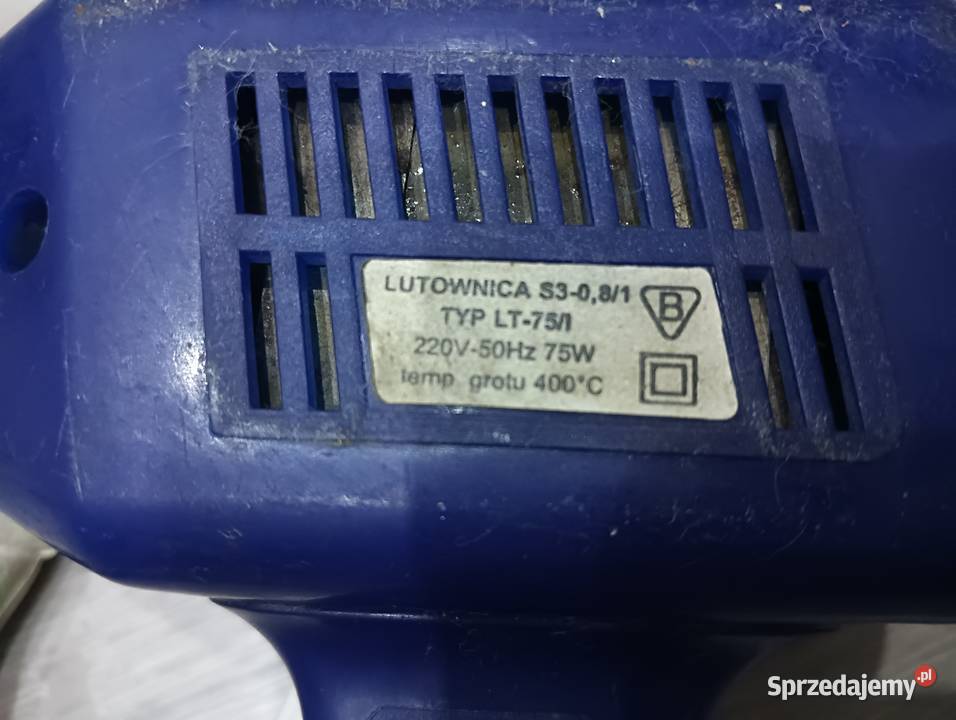 LUTOWNICA S3-0,8/1
TYP LT-75/I
220V-50Hz 75W
temp grotu 400°C
B
Sprzedajemy.pl